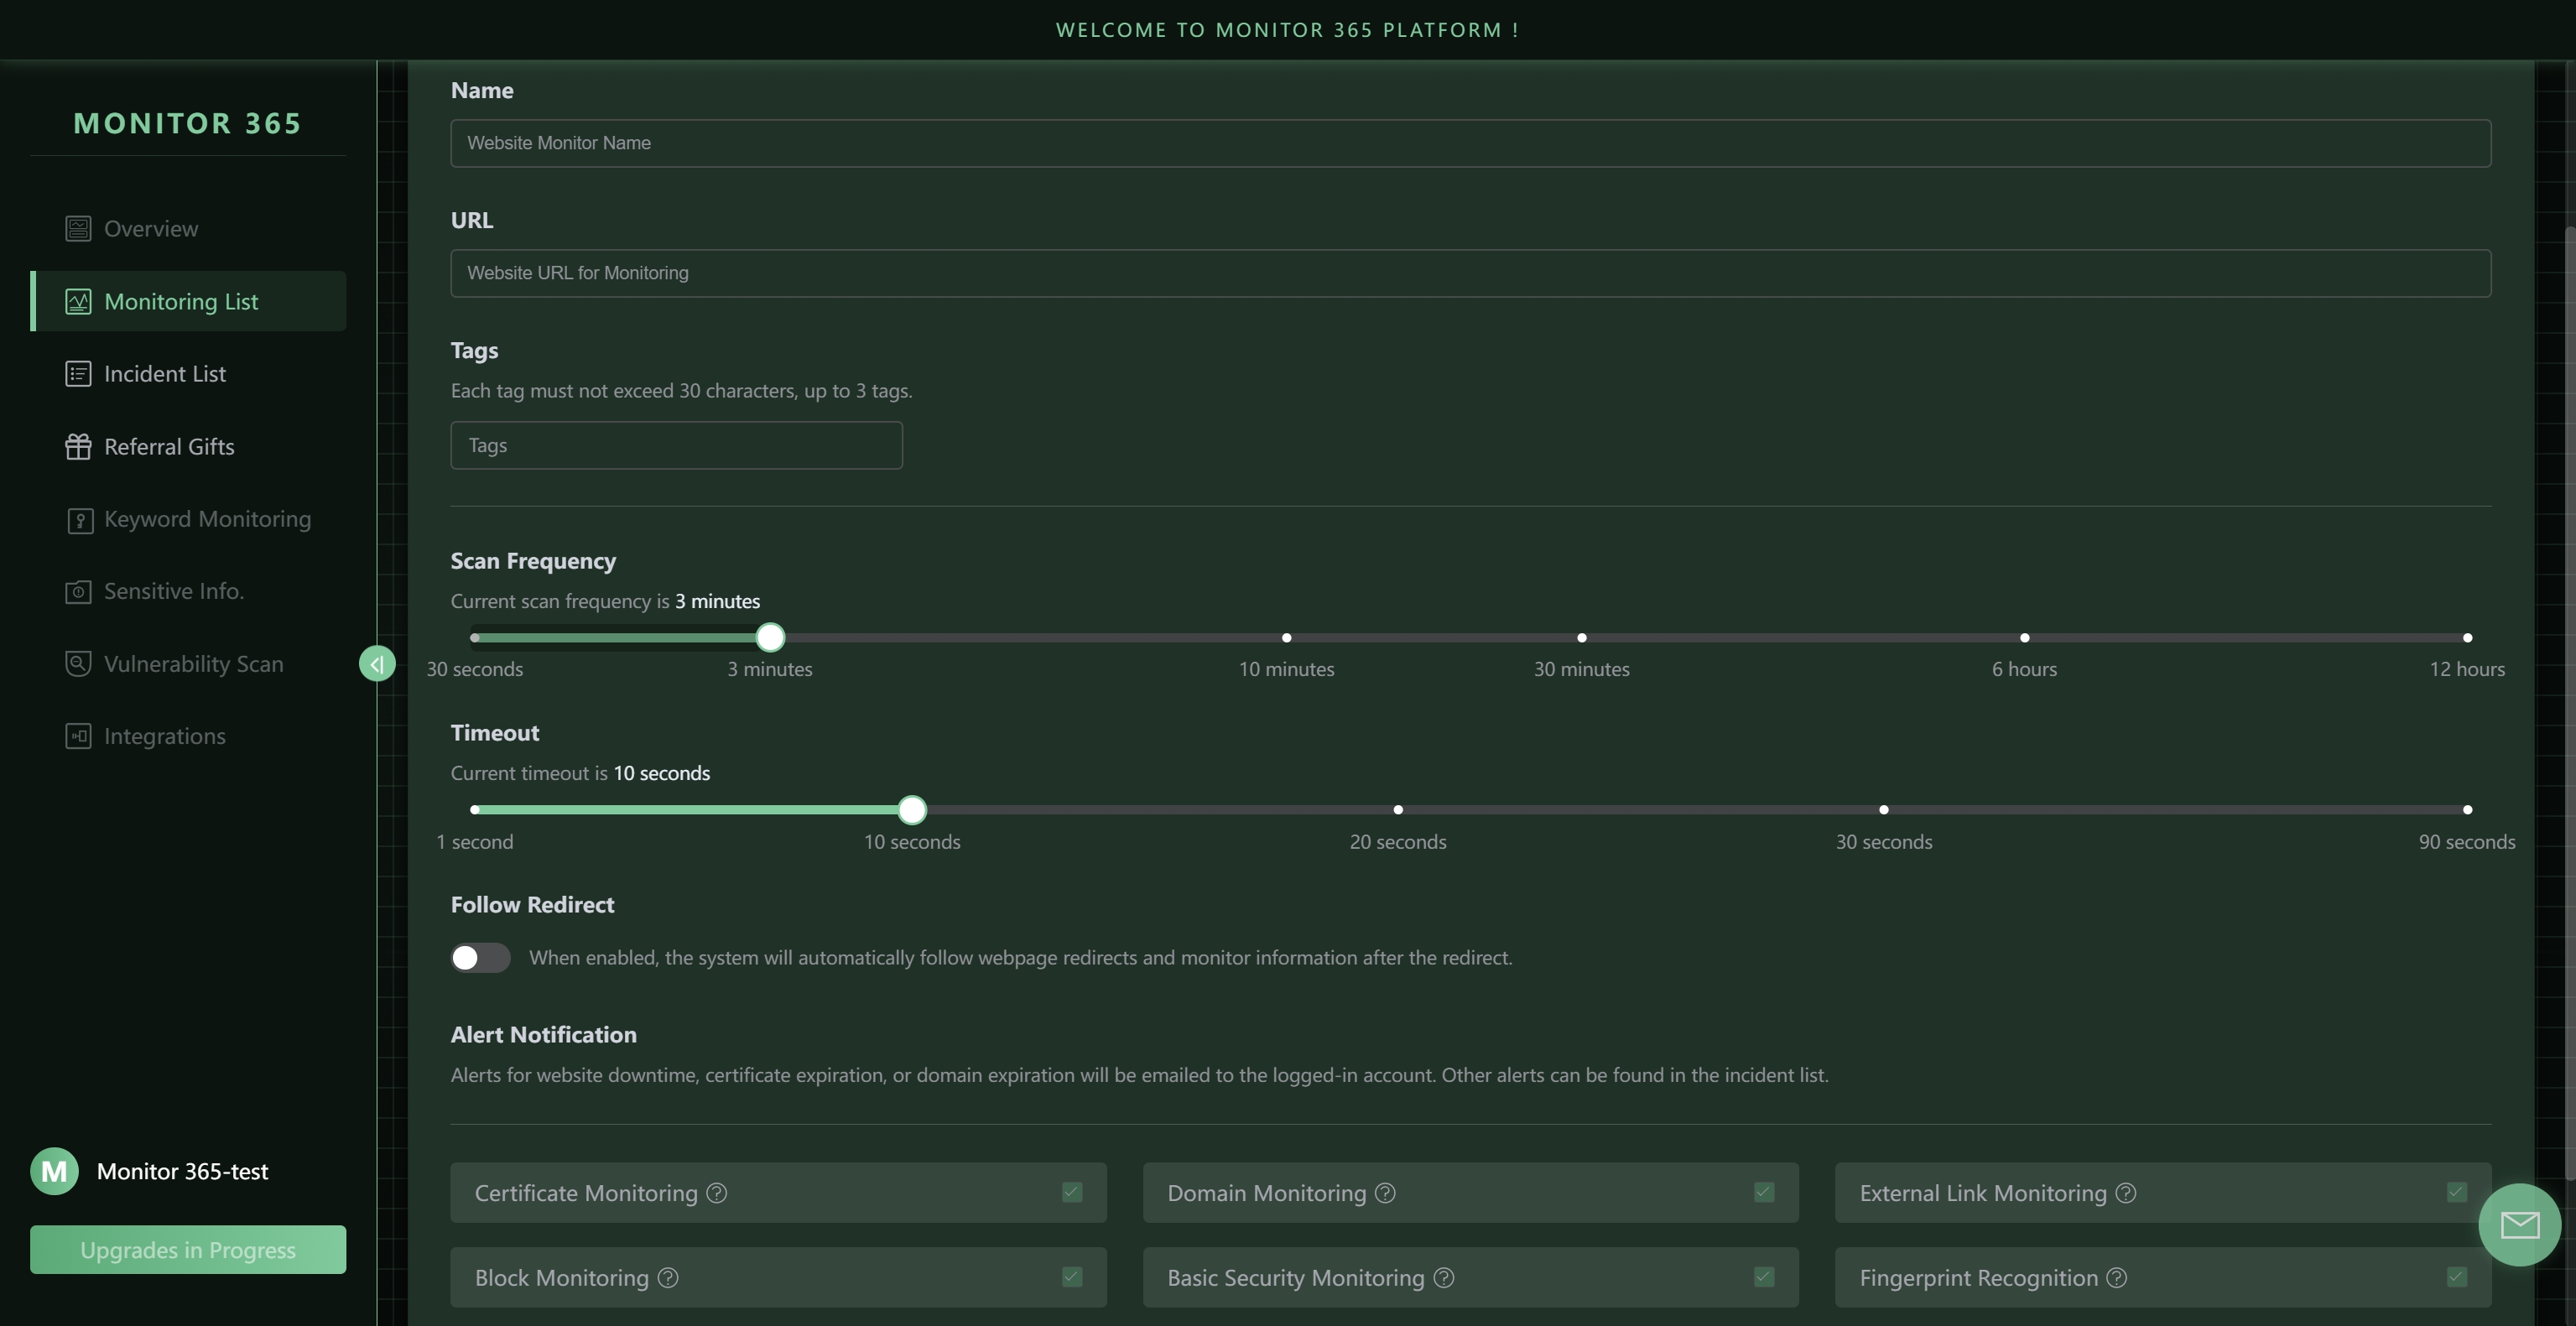 WELCOME TO MONITOR 365 PLATFORM !
MONITOR 365
Overview
Monitoring List
Incident List
Referral Gifts
Keyword Monitoring
Sensitive Info.
Vulnerability Scan
Integrations
M Monitor 365-test
Upgrades in Progress
Name
Website Monitor Name
URL
Website URL for Monitoring
Tags
Each tag must not exceed 30 characters, up to 3 tags.
Tags
Scan Frequency
Current scan frequency is 3 minutes
30 seconds 3 minutes 10 minutes 30 minutes 6 hours 12 hours
Timeout
Current timeout is 10 seconds
1 second 10 seconds 20 seconds 30 seconds 90 seconds
Follow Redirect
When enabled, the system will automatically follow webpage redirects and monitor information after the redirect.
Alert Notification
Alerts for website downtime, certificate expiration, or domain expiration will be emailed to the logged-in account. Other alerts can be found in the incident list.
Certificate Monitoring ? Domain Monitoring ? External Link Monitoring ?
Block Monitoring ? Basic Security Monitoring ? Fingerprint Recognition ?